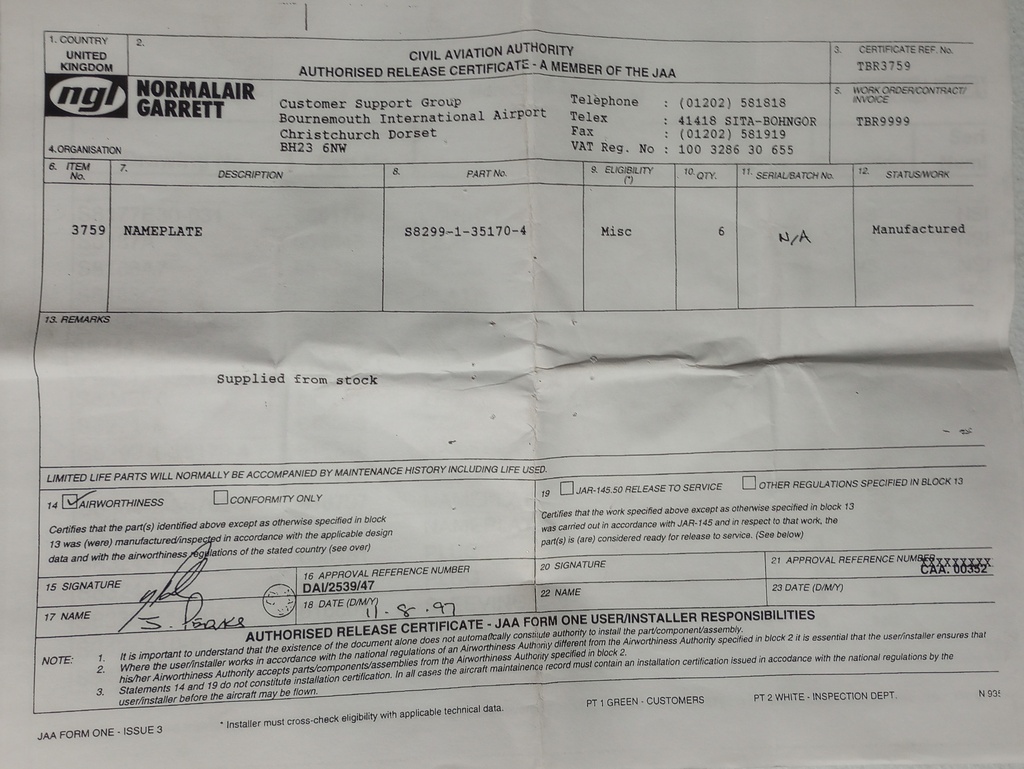 1. COUNTRY
UNITED
KINGDOM
2.
CIVIL AVIATION AUTHORITY
AUTHORISED RELEASE CERTIFICATE - A MEMBER OF THE JAA
3. CERTIFICATE REF. No.
TBR3759
ngl NORMALAIR
GARRETT
4.ORGANISATION
Customer Support Group
Bournemouth International Airport
Christchurch Dorset
BH23 6NW
Telephone : (01202) 581818
Telex : 41418 SITA-BOHNGOR
Fax : (01202) 581919
VAT Reg. No : 100 3286 30 655
5. WORK ORDER/CONTRACT/
INVOICE
TBR9999
6. ITEM No. 7. DESCRIPTION 8. PART No. 9. ELIGIBILITY (*) 10. QTY. 11. SERIAL/BATCH No. 12. STATUS/WORK
3759 NAMEPLATE S8299-1-35170-4 Misc 6 N/A Manufactured
13. REMARKS
Supplied from stock
LIMITED LIFE PARTS WILL NORMALLY BE ACCOMPANIED BY MAINTENANCE HISTORY INCLUDING LIFE USED.
14 AIRWORTHINESS CONFORMITY ONLY
Certifies that the part(s) identified above except as otherwise specified in block
13 was (were) manufactured/inspected in accordance with the applicable design
data and with the airworthiness regulations of the stated country (see over)
19 JAR-145.50 RELEASE TO SERVICE OTHER REGULATIONS SPECIFIED IN BLOCK 13
Certifies that the work specified above except as otherwise specified in block 13
was carried out in accordance with JAR-145 and in respect to that work, the
part(s) is (are) considered ready for release to service. (See below)
15 SIGNATURE
16 APPROVAL REFERENCE NUMBER
DAI/2539/47
17 NAME
18 DATE (D/M/Y)
11.8.97
20 SIGNATURE
21 APPROVAL REFERENCE NUMBER
CAA. 00352
22 NAME
23 DATE (D/M/Y)
AUTHORISED RELEASE CERTIFICATE - JAA FORM ONE USER/INSTALLER RESPONSIBILITIES
NOTE: 1. It is important to understand that the existence of the document alone does not automatically constitute authority to install the part/component/assembly.
2. Where the user/installer works in accordance with the national regulations of an Airworthiness Authority different from the Airworthiness Authority specified in block 2 it is essential that the user/installer ensures that
his/her Airworthiness Authority accepts parts/components/assemblies from the Airworthiness Authority specified in block 2.
3. Statements 14 and 19 do not constitute installation certification. In all cases the aircraft maintainence record must contain an installation certification issued in accordance with the national regulations by the
user/installer before the aircraft may be flown.
JAA FORM ONE - ISSUE 3
* Installer must cross-check eligibility with applicable technical data.
PT 1 GREEN - CUSTOMERS
PT 2 WHITE - INSPECTION DEPT.